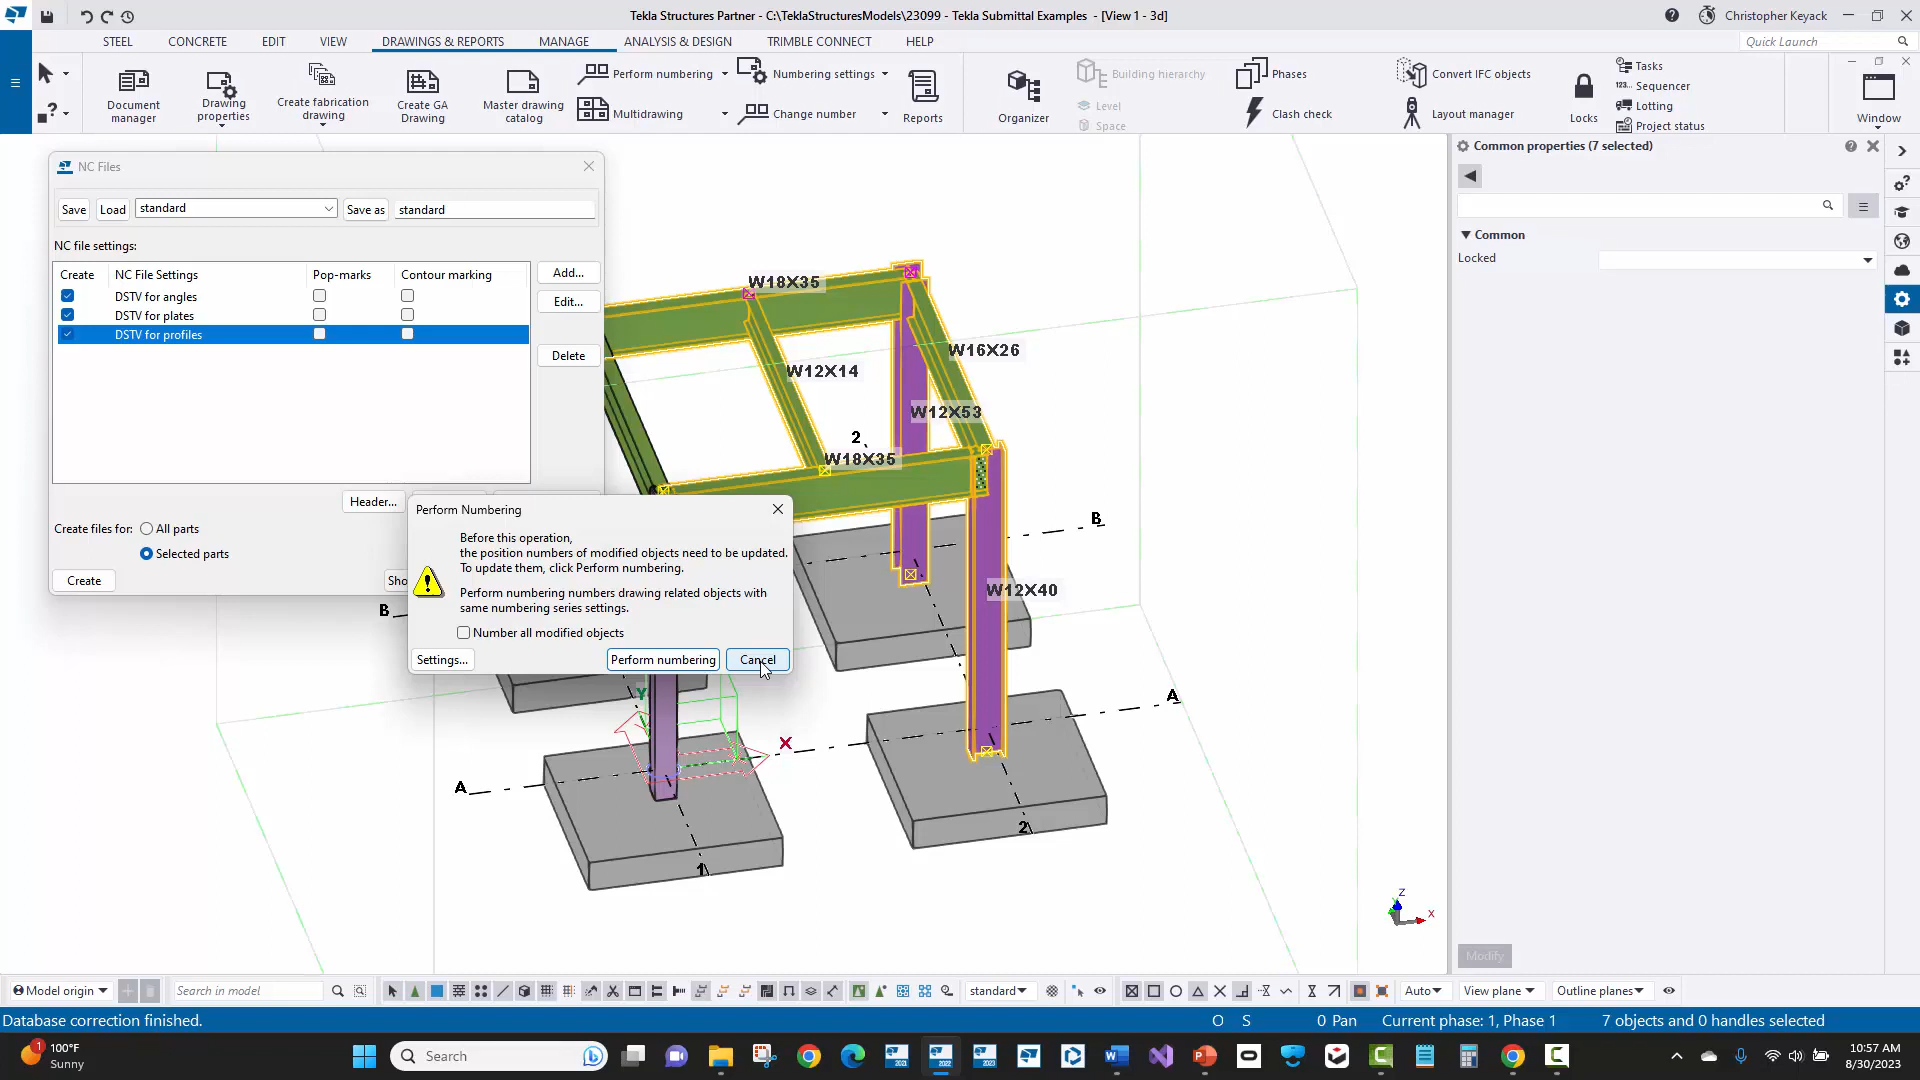 Tekla Structures Partner - C:\TeklaStructuresModels\23099 - Tekla Submittal Examples - [View 1 - 3d]
Christopher Keyack
STEEL CONCRETE EDIT VIEW DRAWINGS & REPORTS MANAGE ANALYSIS & DESIGN TRIMBLE CONNECT HELP
Quick Launch
Document manager
Drawing properties
Create fabrication drawing
Create GA Drawing
Master drawing catalog
Perform numbering
Multidrawing
Numbering settings
Change number
Reports
Organizer
Building hierarchy
Level
Space
Phases
Clash check
Convert IFC objects
Layout manager
Locks
Tasks
Sequencer
Lotting
Project status
Window
NC Files
Save Load standard Save as standard
NC file settings:
Create NC File Settings Pop-marks Contour marking
DSTV for angles
DSTV for plates
DSTV for profiles
Add...
Edit...
Delete
Header...
Create files for: All parts
Selected parts
Create
Sho
Perform Numbering
Before this operation,
the position numbers of modified objects need to be updated.
To update them, click Perform numbering.
Perform numbering numbers drawing related objects with
same numbering series settings.
Number all modified objects
Settings... Perform numbering Cancel
W18X35
W16X26
W12X14
W12X53
2
W18X35
W12X40
B
B
A
A
Y
X
1
2
Z
X
Common properties (7 selected)
Common
Locked
Modify
Model origin
Search in model
standard
Auto
View plane
Outline planes
Database correction finished.
O S 0 Pan Current phase: 1, Phase 1 7 objects and 0 handles selected
1
100°F
Sunny
Search
2021
2022
2023
10:57 AM
8/30/2023